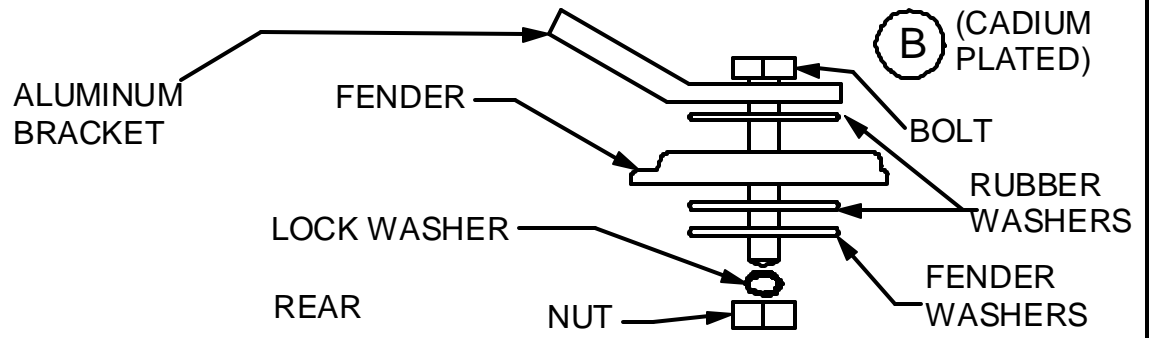 B
(CADIUM
PLATED)
ALUMINUM
BRACKET
FENDER
BOLT
RUBBER
WASHERS
LOCK WASHER
FENDER
WASHERS
REAR
NUT